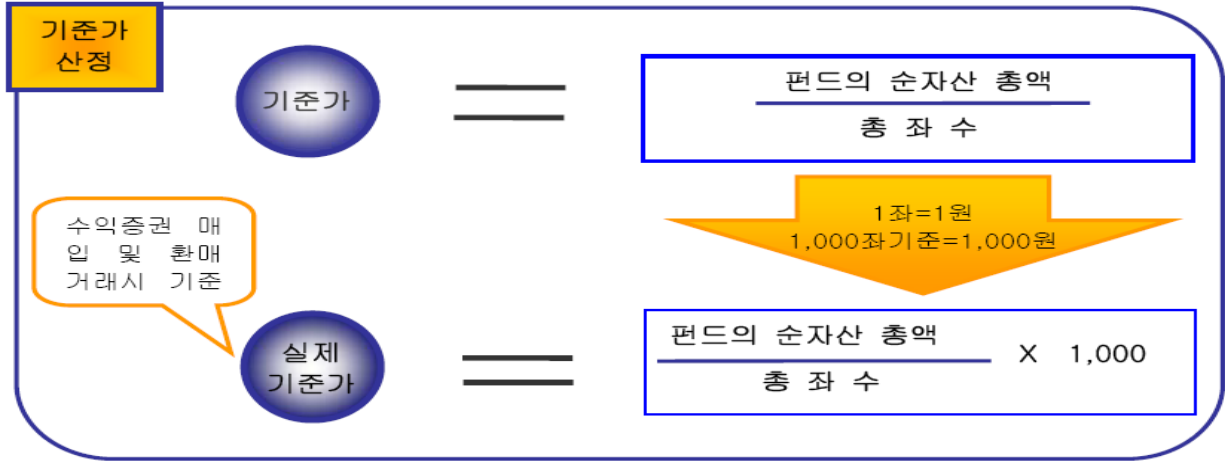 기준가
산정
기준가
펀드의 순자산 총액
총 좌 수
1좌=1원
1,000좌기준=1,000원
수익증권 매
입 및 환매
거래시 기준
실제
기준가
펀드의 순자산 총액
총 좌 수
X 1,000